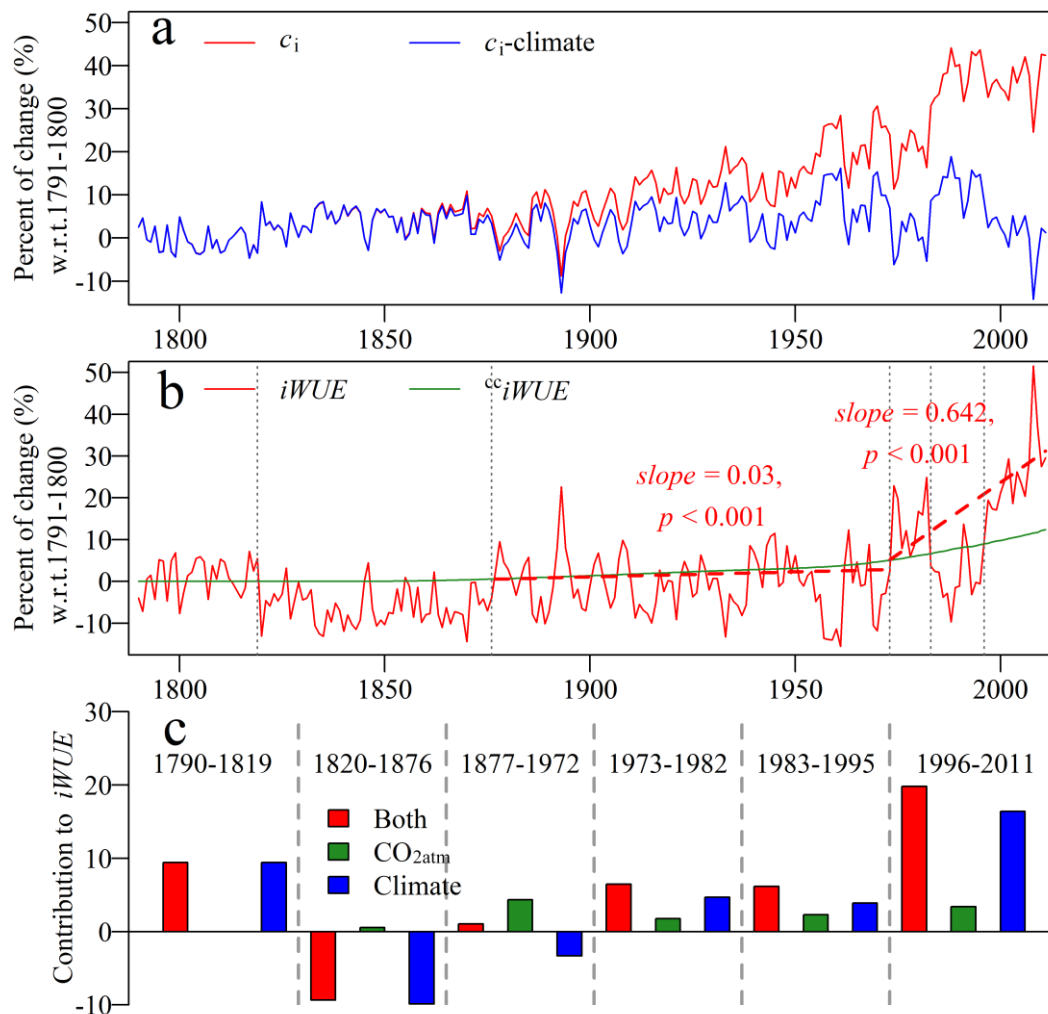 a
cᵢ cᵢ-climate
Percent of change (%)
w.r.t.1791-1800
50
40
30
20
10
0
-10
1800 1850 1900 1950 2000
b
iWUE ᶜᶜiWUE
slope = 0.642,
p < 0.001
slope = 0.03,
p < 0.001
Percent of change (%)
w.r.t.1791-1800
50
40
30
20
10
0
-10
1800 1850 1900 1950 2000
c
1790-1819 1820-1876 1877-1972 1973-1982 1983-1995 1996-2011
Both
CO₂ₐₜₘ
Climate
Contribution to iWUE
30
20
10
0
-10